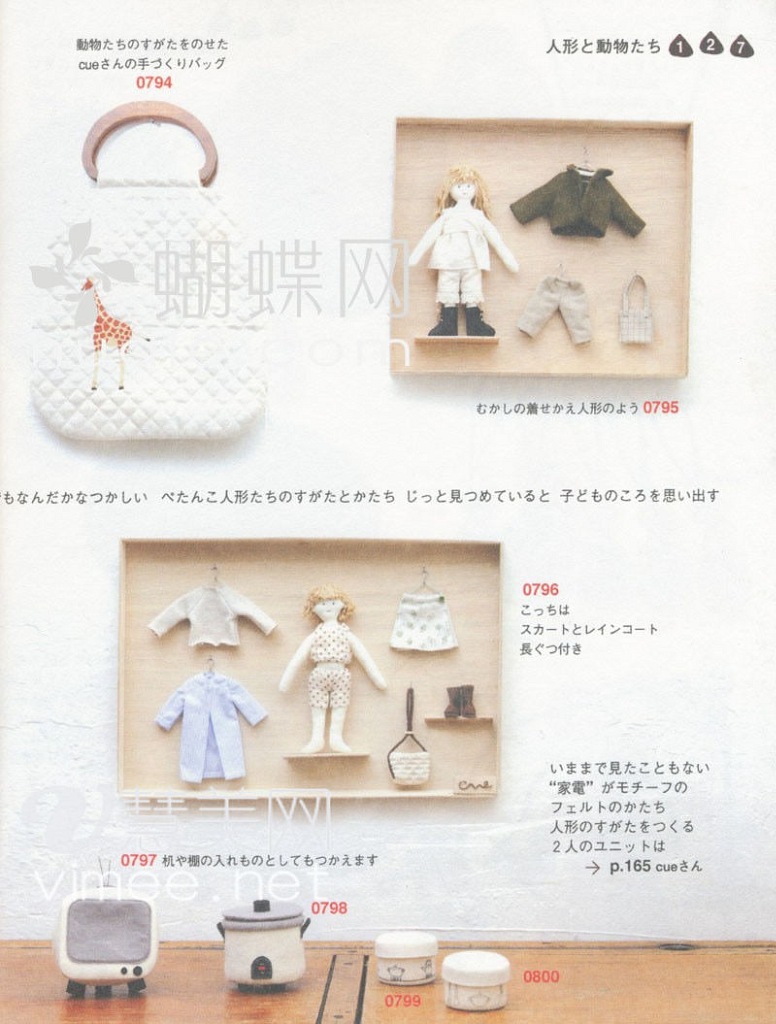 動物たちのすがたをのせた
cueさんの手づくりバッグ
0794
人形と動物たち 1 2 7
蝴蝶网
むかしの着せかえ人形のよう 0795
もなんだかなつかしい ぺたんこ人形たちのすがたとかたち じっと見つめていると 子どものころを思い出す
0796
こっちは
スカートとレインコート
長ぐつ付き
cue
いままで見たこともない
“家電”がモチーフの
フェルトのかたち
人形のすがたをつくる
2人のユニットは
→ p.165 cueさん
0797 机や棚の入れものとしてもつかえます
vimee.net
0798
0799
0800